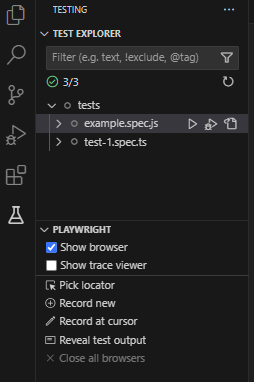 TESTING
TEST EXPLORER
Filter (e.g. text, !exclude, @tag)
3/3
tests
example.spec.js
test-1.spec.ts
PLAYWRIGHT
Show browser
Show trace viewer
Pick locator
Record new
Record at cursor
Reveal test output
Close all browsers